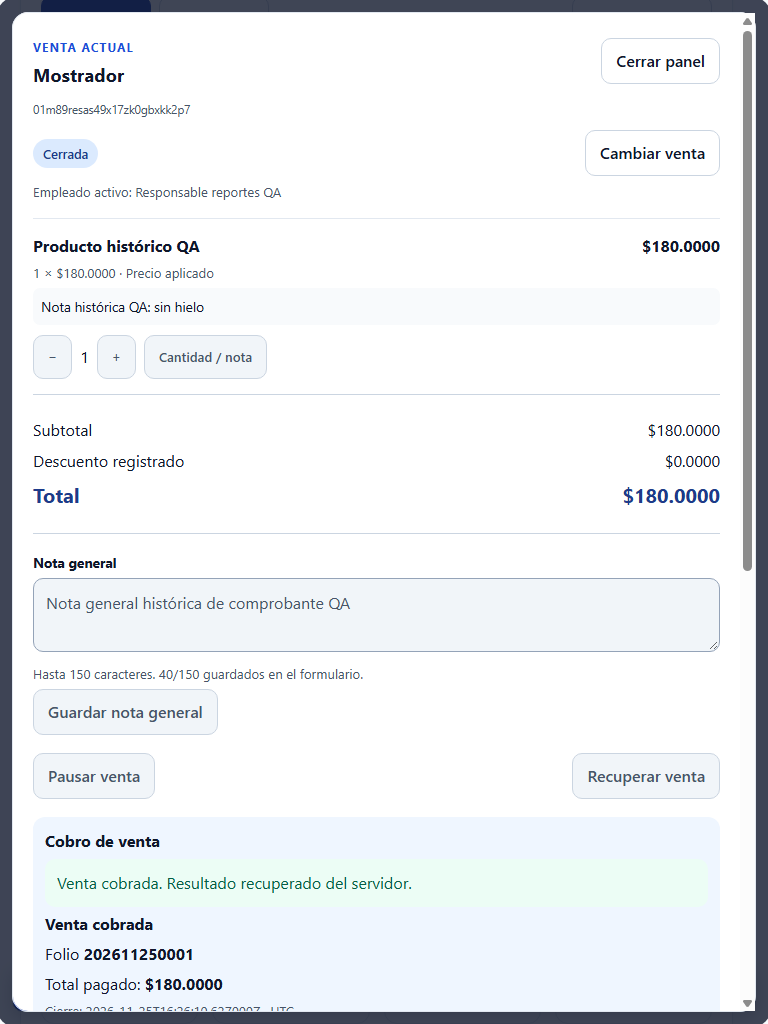 VENTA ACTUAL
Mostrador
Cerrar panel
01m89resas49x17zk0gbxkk2p7
Cerrada
Cambiar venta
Empleado activo: Responsable reportes QA
Producto histórico QA $180.0000
1 × $180.0000 · Precio aplicado
Nota histórica QA: sin hielo
− 1 + Cantidad / nota
Subtotal $180.0000
Descuento registrado $0.0000
Total $180.0000
Nota general
Nota general histórica de comprobante QA
Hasta 150 caracteres. 40/150 guardados en el formulario.
Guardar nota general
Pausar venta Recuperar venta
Cobro de venta
Venta cobrada. Resultado recuperado del servidor.
Venta cobrada
Folio 202611250001
Total pagado: $180.0000